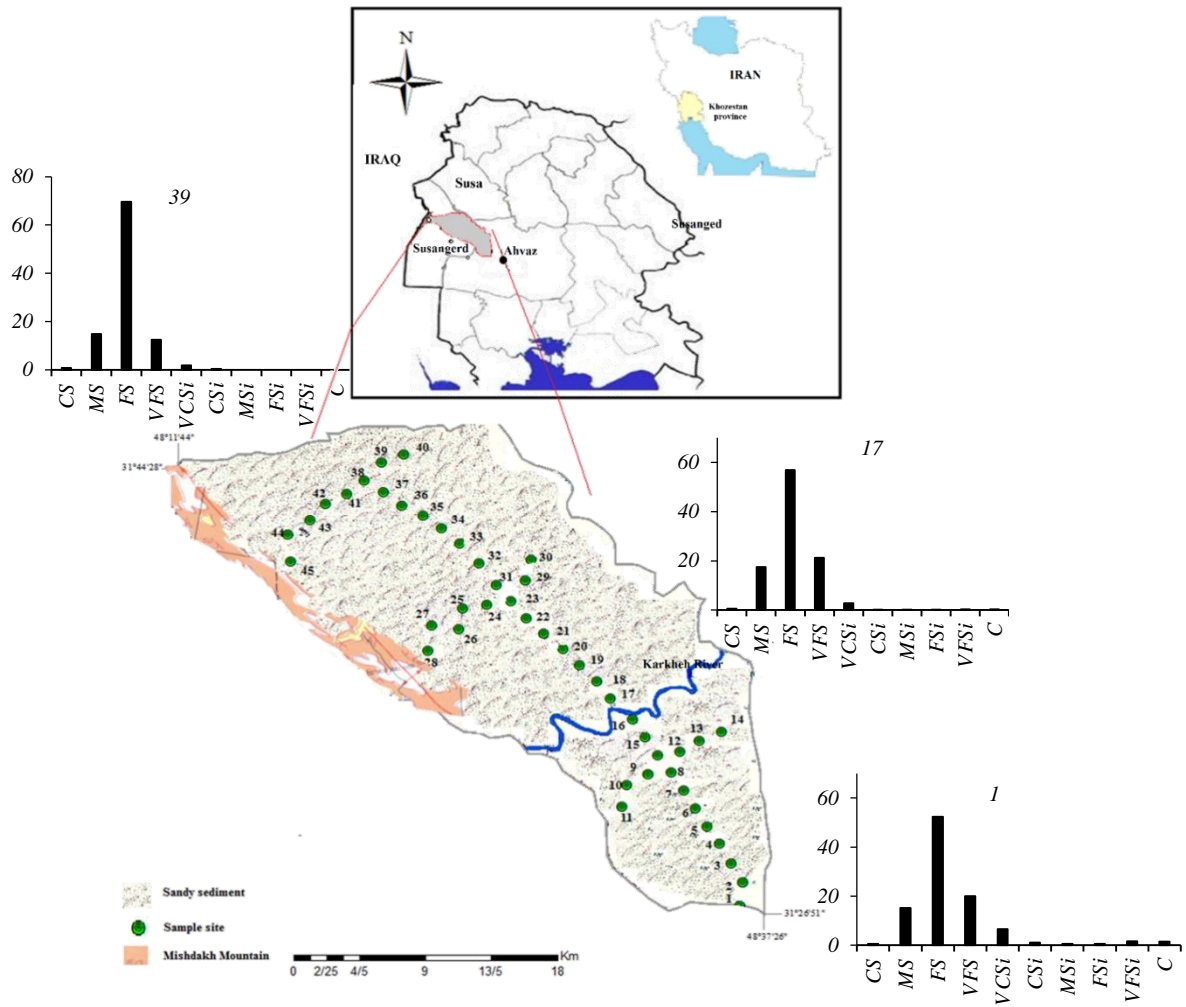 N
IRAN
Khozestan
province
IRAQ
Susa
Susanged
Susangerd
Ahvaz
80
60
40
20
0
39
CS
MS
FS
VFS
VCSi
CSi
MSi
FSi
VFSi
C
48°11'44"
31°44'28"
39
40
38
37
42
41
36
35
43
34
44
33
45
32
30
31
29
25
24
23
27
26
22
21
28
20
19
18
17
Karkheh River
16
14
15
13
12
9
8
10
7
11
6
5
4
3
2
1
31°26'51"
48°37'26"
60
40
20
17
CS
MS
FS
VFS
VCSi
CSi
MSi
FSi
VFSi
C
60
40
20
0
1
CS
MS
FS
VFS
VCSi
CSi
MSi
FSi
VFSi
C
Sandy sediment
Sample site
Mishdakh Mountain
0 2/25 4/5 9 13/5 18 Km